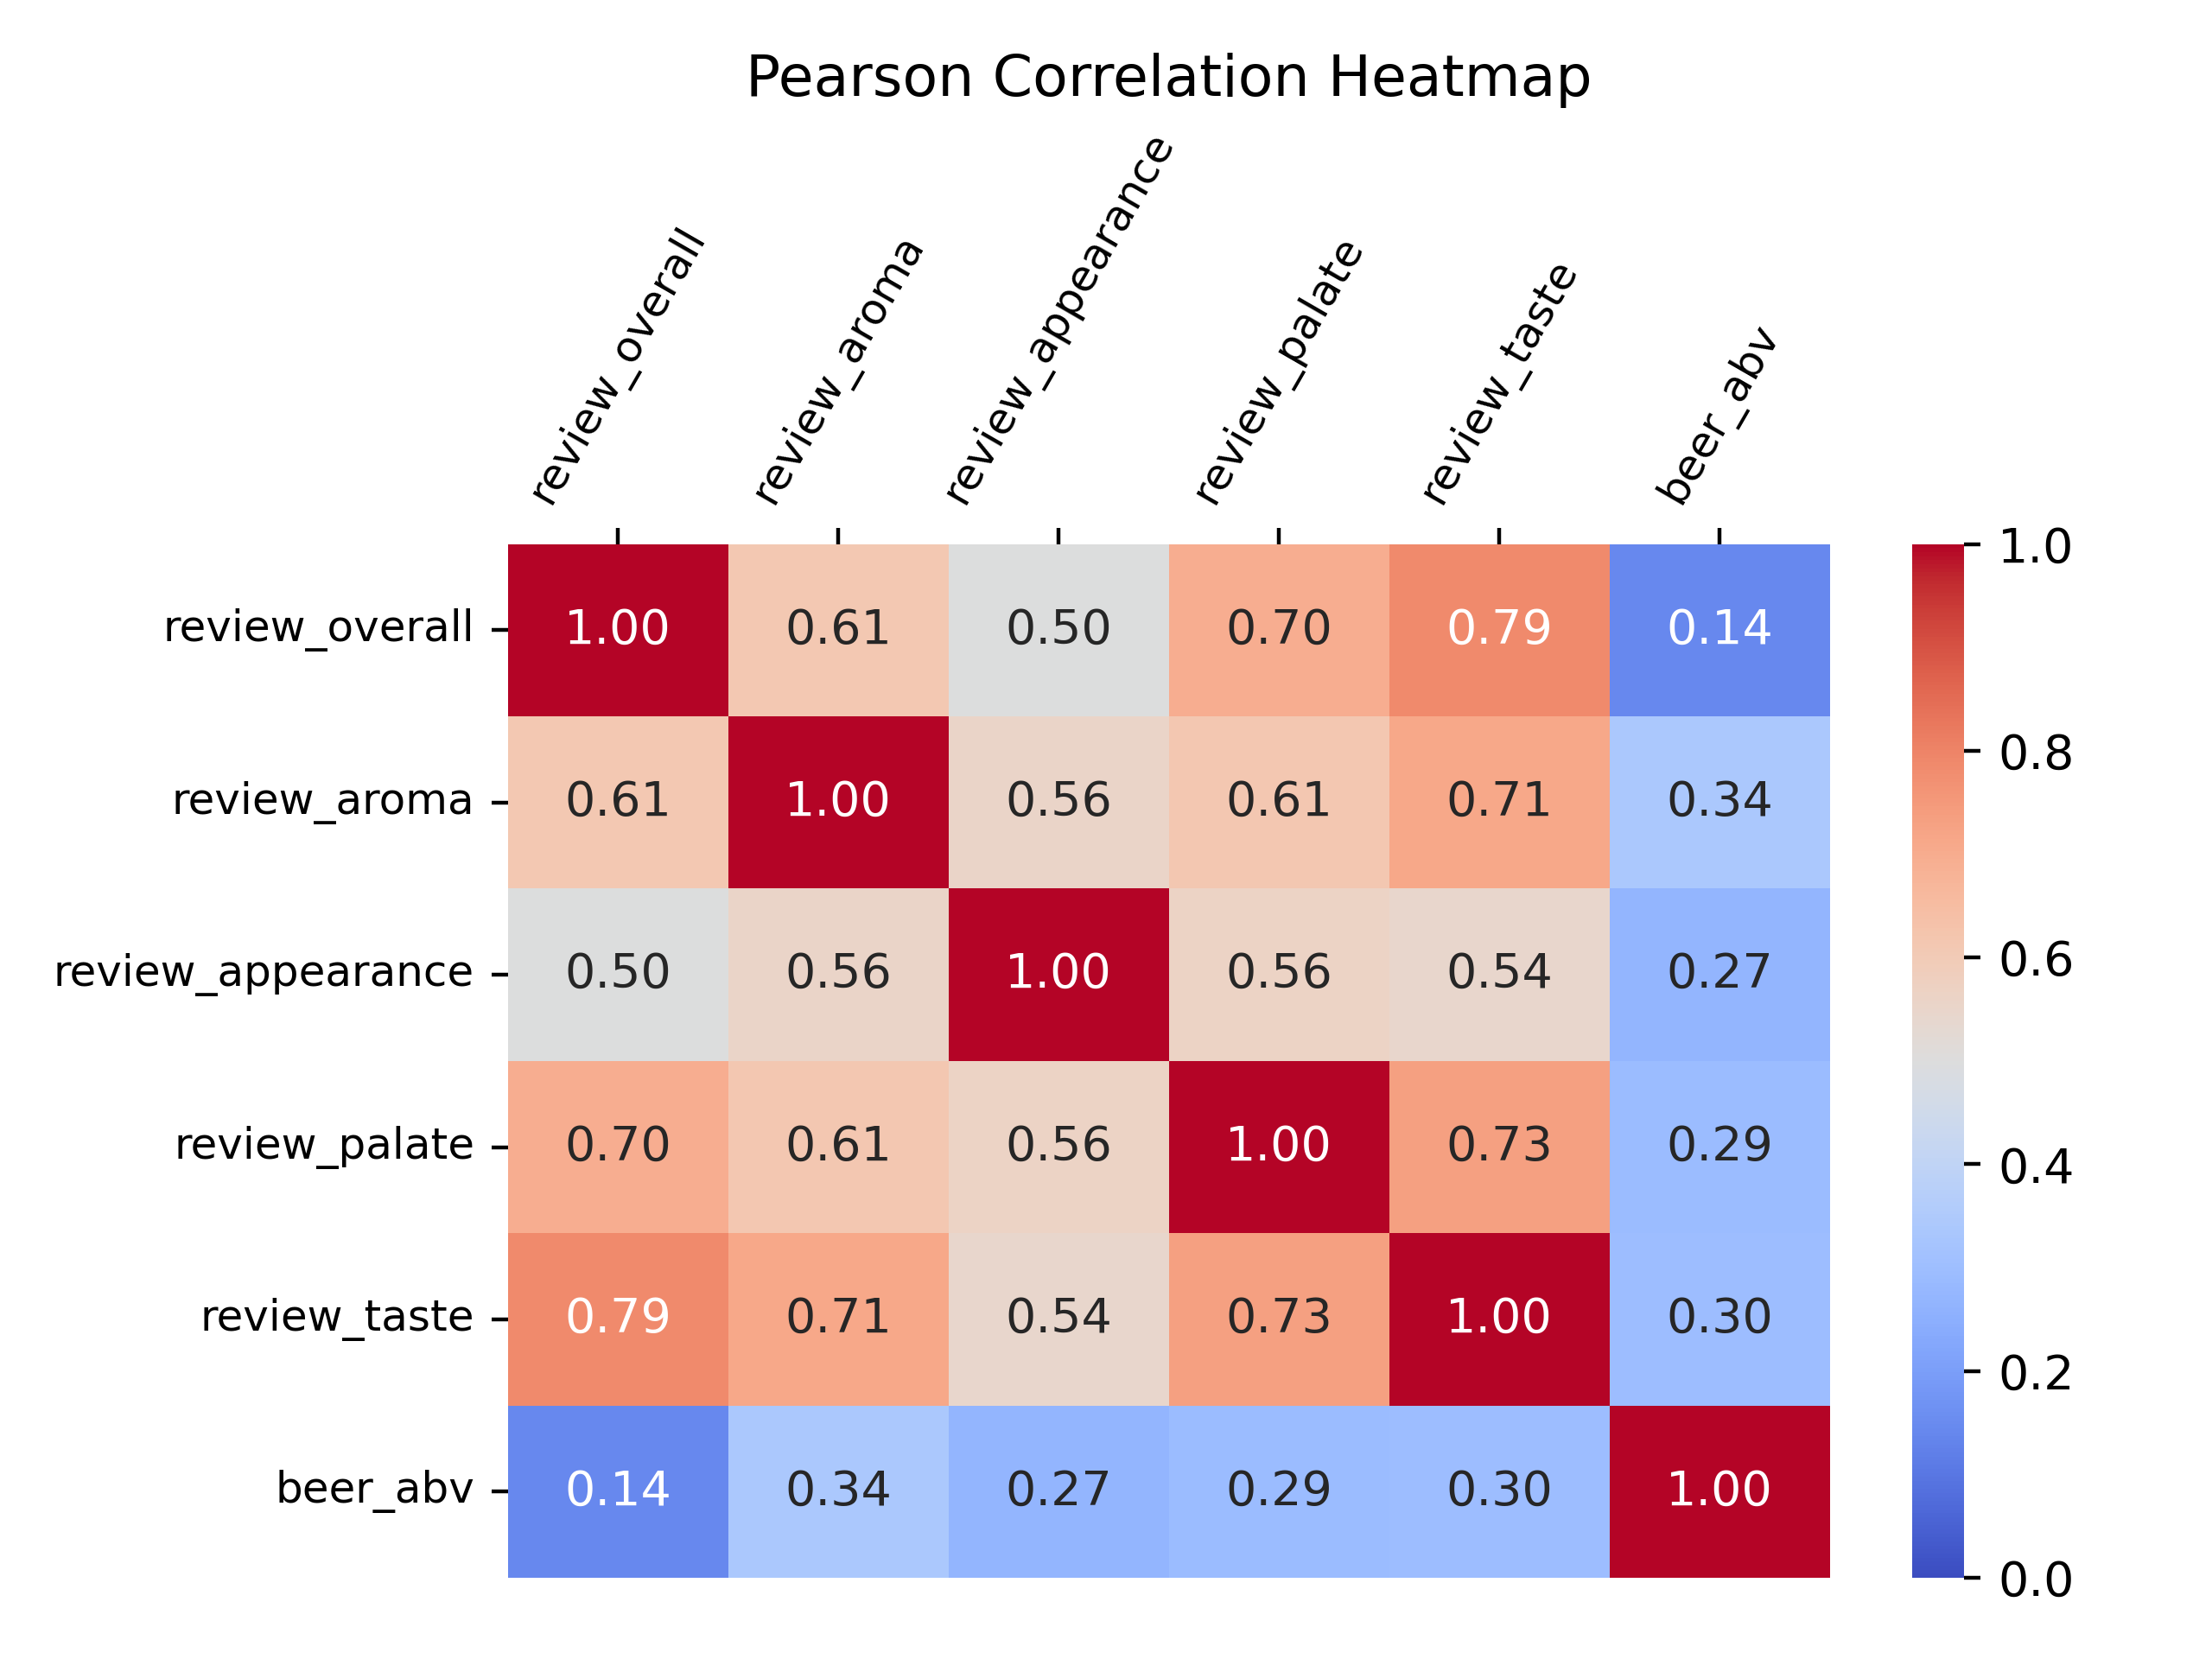 Pearson Correlation Heatmap
review_overall
review_aroma
review_appearance
review_palate
review_taste
beer_abv
review_overall 1.00 0.61 0.50 0.70 0.79 0.14
review_aroma 0.61 1.00 0.56 0.61 0.71 0.34
review_appearance 0.50 0.56 1.00 0.56 0.54 0.27
review_palate 0.70 0.61 0.56 1.00 0.73 0.29
review_taste 0.79 0.71 0.54 0.73 1.00 0.30
beer_abv 0.14 0.34 0.27 0.29 0.30 1.00
1.0
0.8
0.6
0.4
0.2
0.0